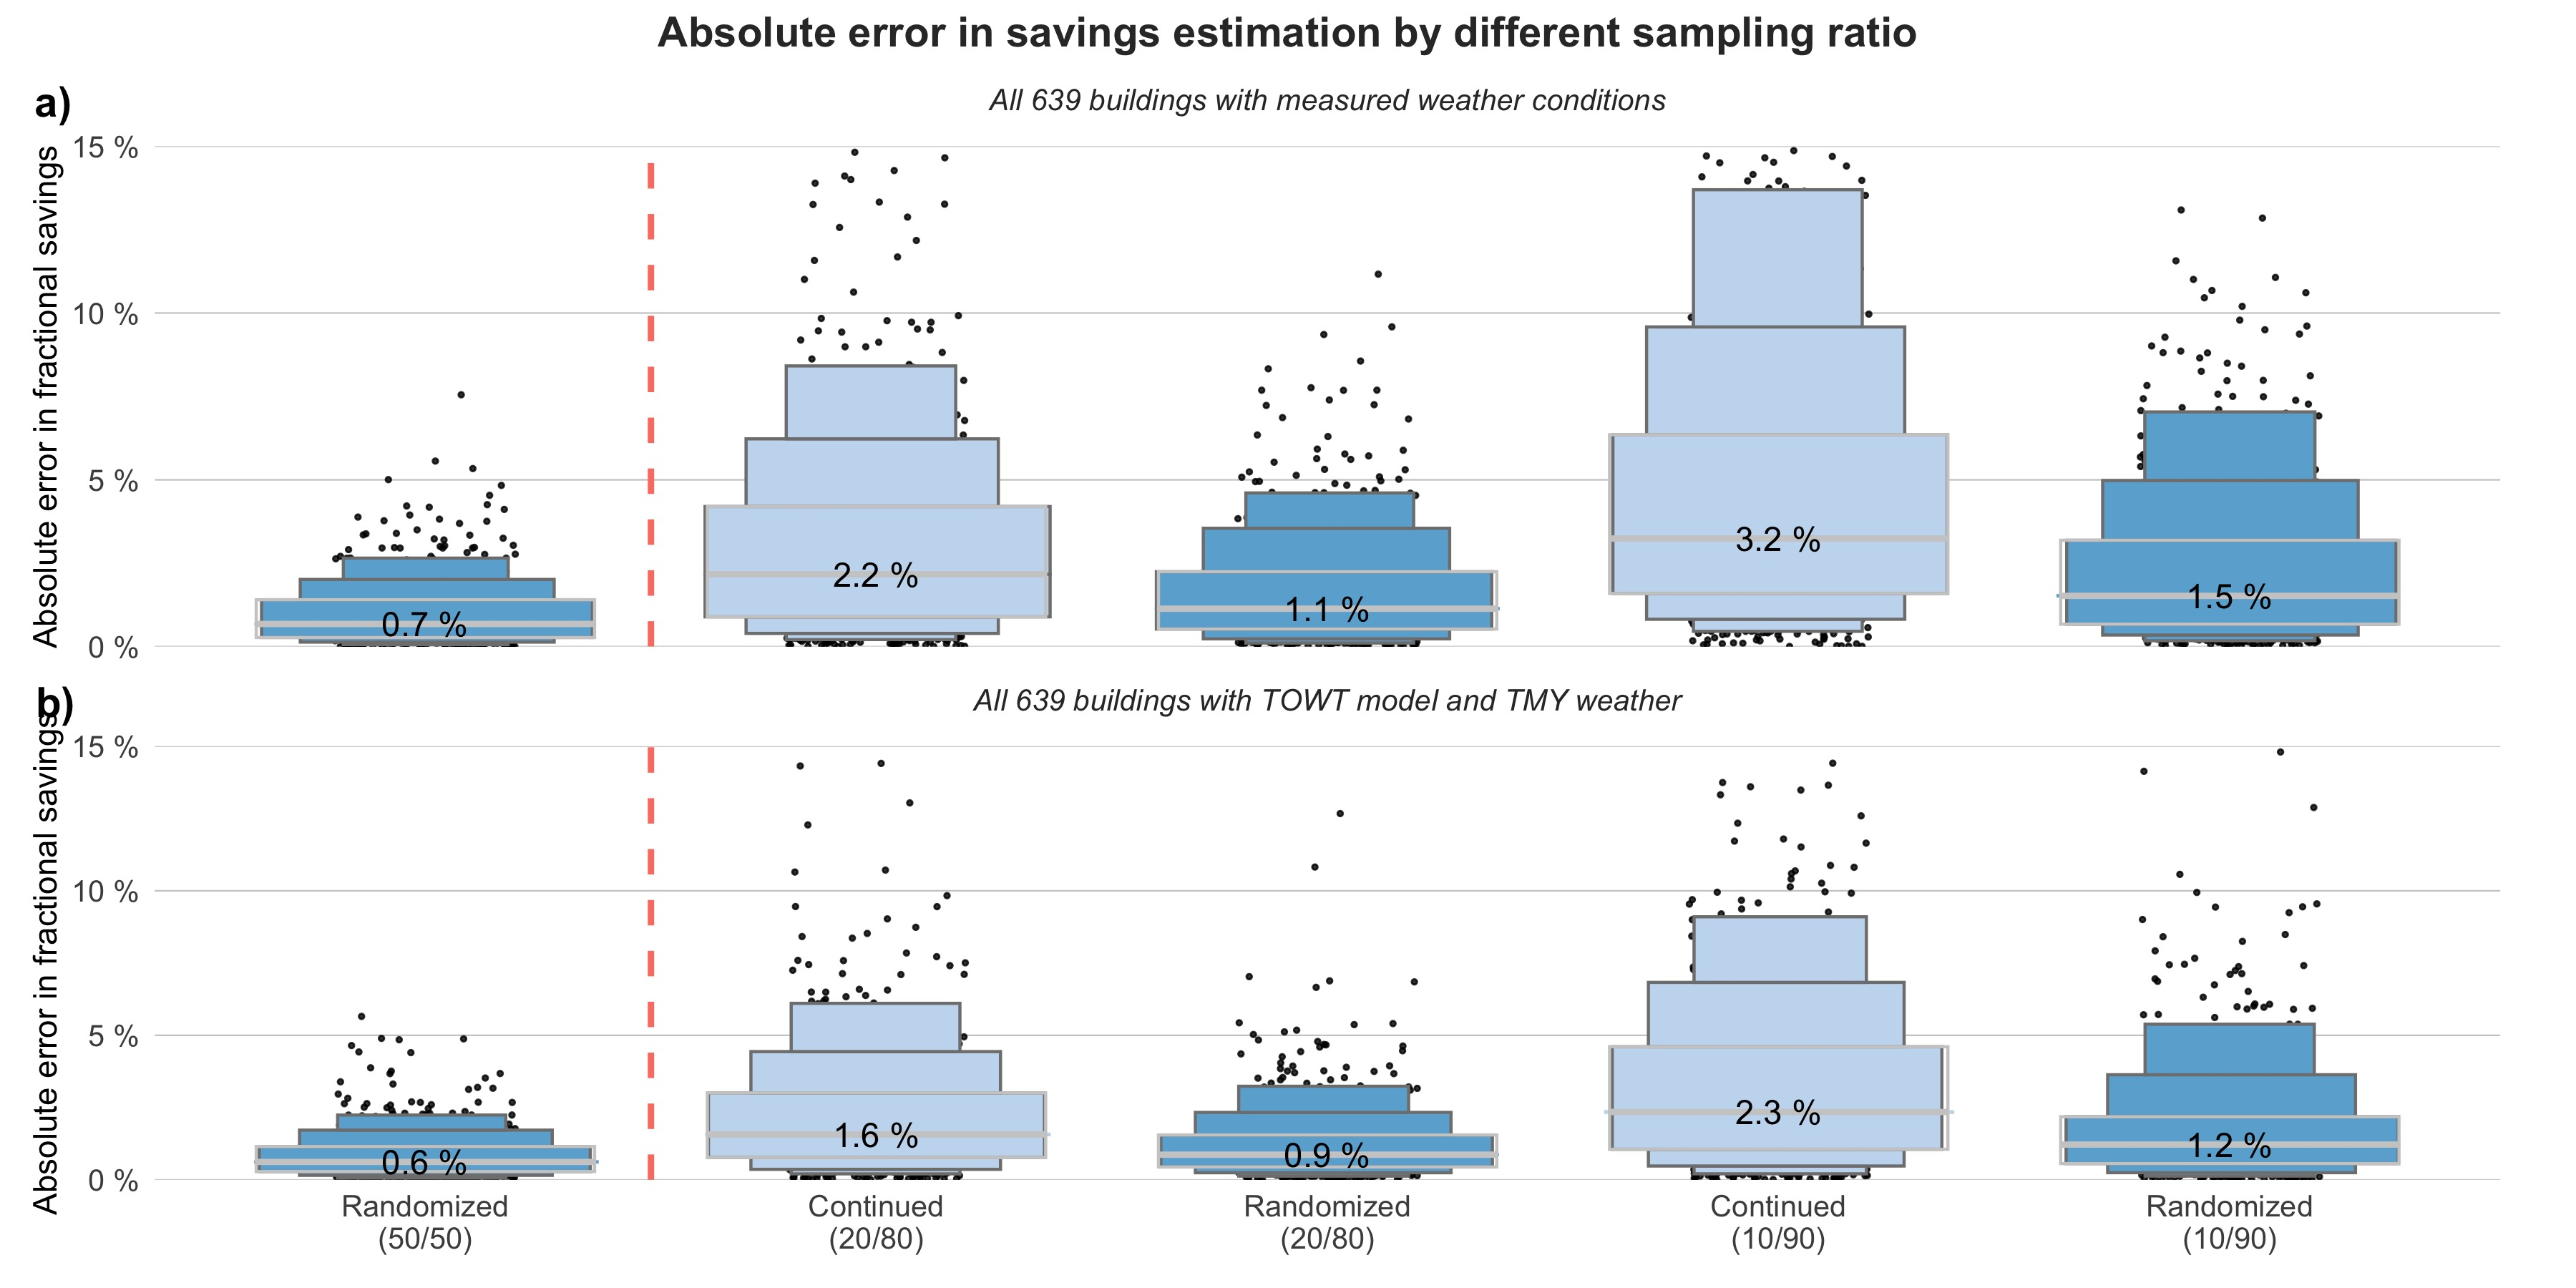 Absolute error in savings estimation by different sampling ratio
a)
All 639 buildings with measured weather conditions
Absolute error in fractional savings
15 %
10 %
5 %
0 %
0.7 %
2.2 %
1.1 %
3.2 %
1.5 %
b)
All 639 buildings with TOWT model and TMY weather
Absolute error in fractional savings
15 %
10 %
5 %
0 %
0.6 %
1.6 %
0.9 %
2.3 %
1.2 %
Randomized
(50/50)
Continued
(20/80)
Randomized
(20/80)
Continued
(10/90)
Randomized
(10/90)